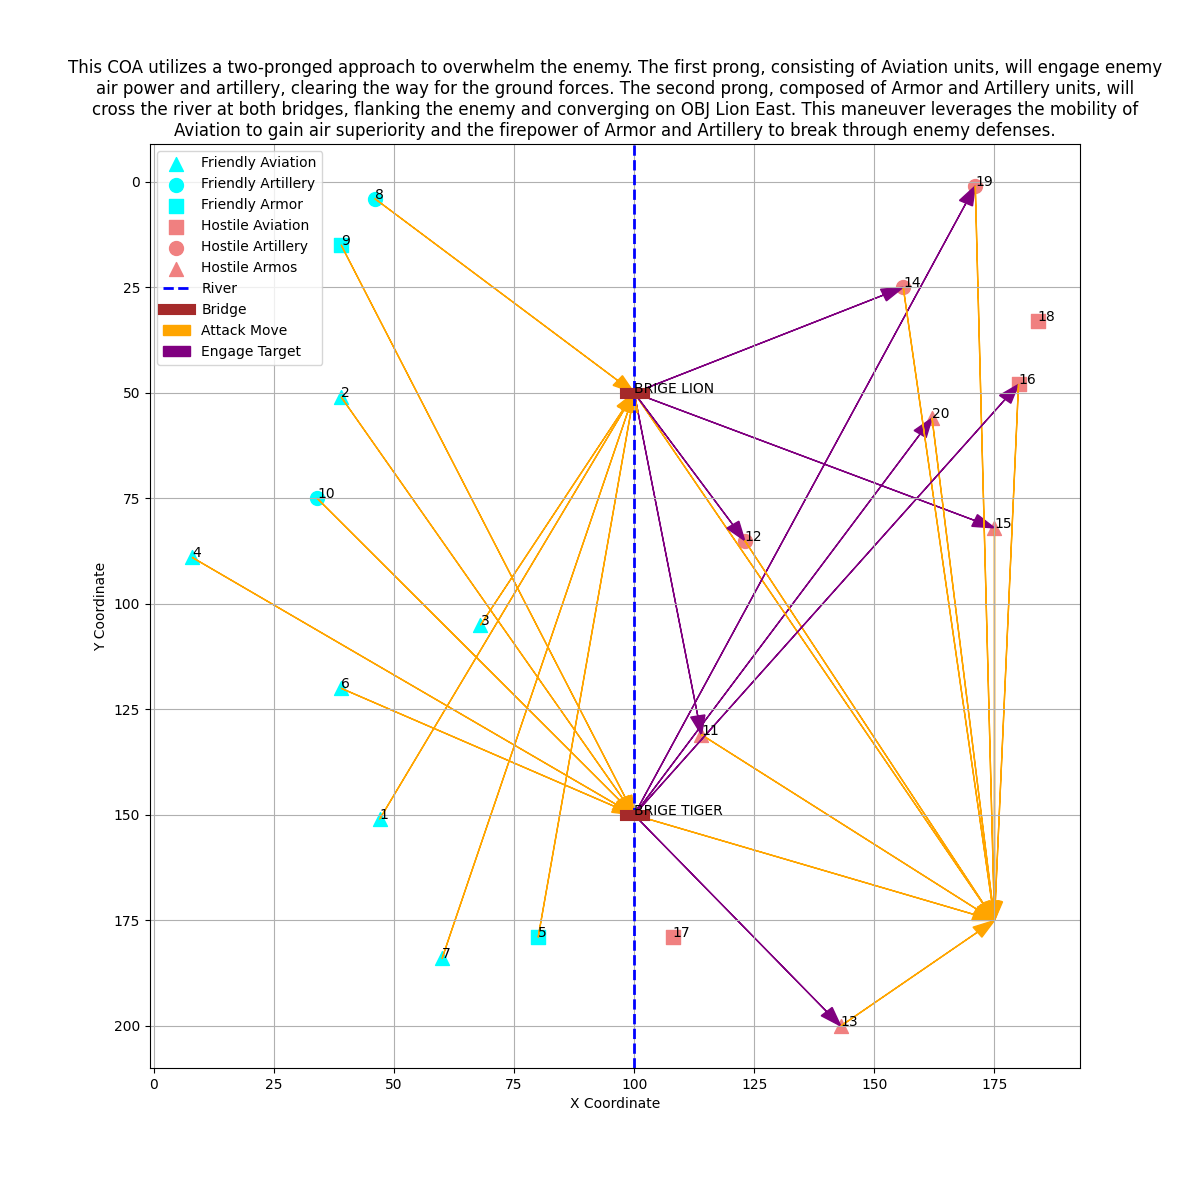 This COA utilizes a two-pronged approach to overwhelm the enemy. The first prong, consisting of Aviation units, will engage enemy
air power and artillery, clearing the way for the ground forces. The second prong, composed of Armor and Artillery units, will
cross the river at both bridges, flanking the enemy and converging on OBJ Lion East. This maneuver leverages the mobility of
Aviation to gain air superiority and the firepower of Armor and Artillery to break through enemy defenses.
Friendly Aviation
Friendly Artillery
Friendly Armor
Hostile Aviation
Hostile Artillery
Hostile Armos
River
Bridge
Attack Move
Engage Target
8
9
2
10
4
3
6
1
7
5
19
14
18
16
20
15
12
11
17
13
BRIGE LION
BRIGE TIGER
0
25
50
75
100
125
150
175
200
Y Coordinate
0
25
50
75
100
125
150
175
X Coordinate